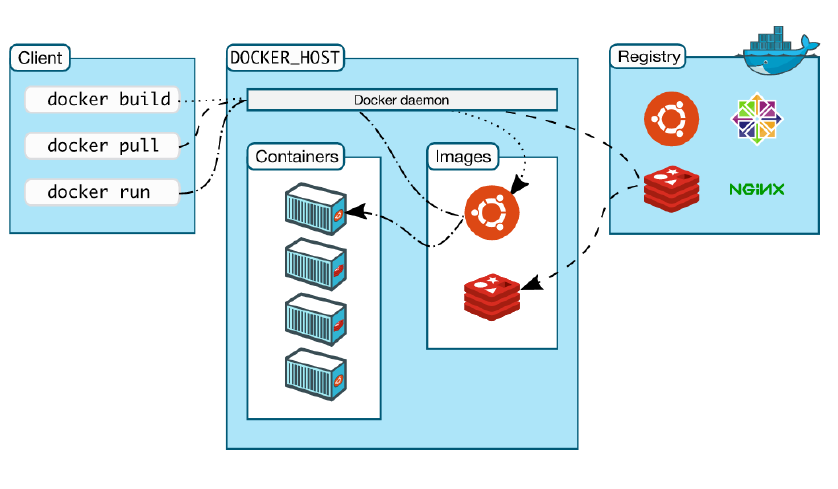 Client
docker build
docker pull
docker run
DOCKER_HOST
Docker daemon
Containers
Images
Registry
NGINX